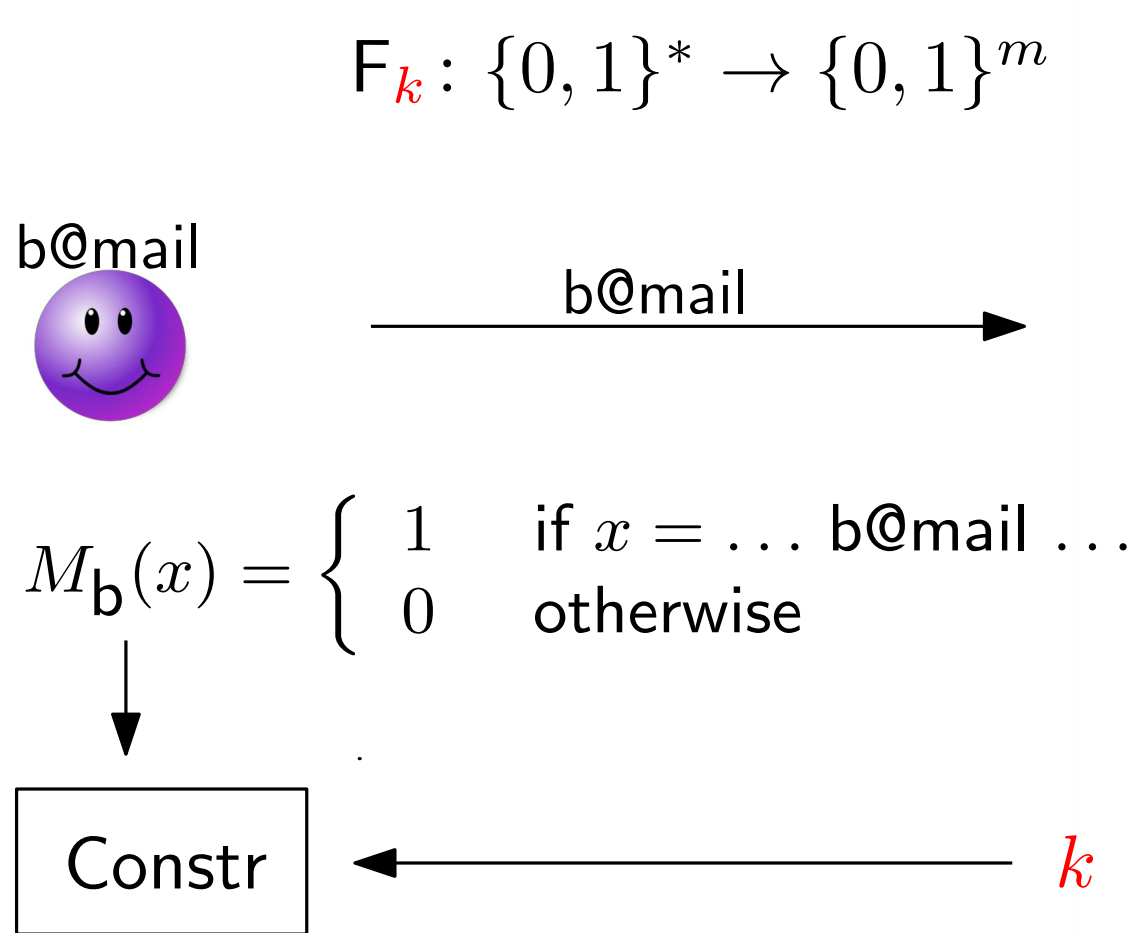 F_k : {0, 1}^* → {0, 1}^m
b@mail
b@mail
M_b(x) = { 1 if x = . . . b@mail . . .
0 otherwise
.
Constr
k